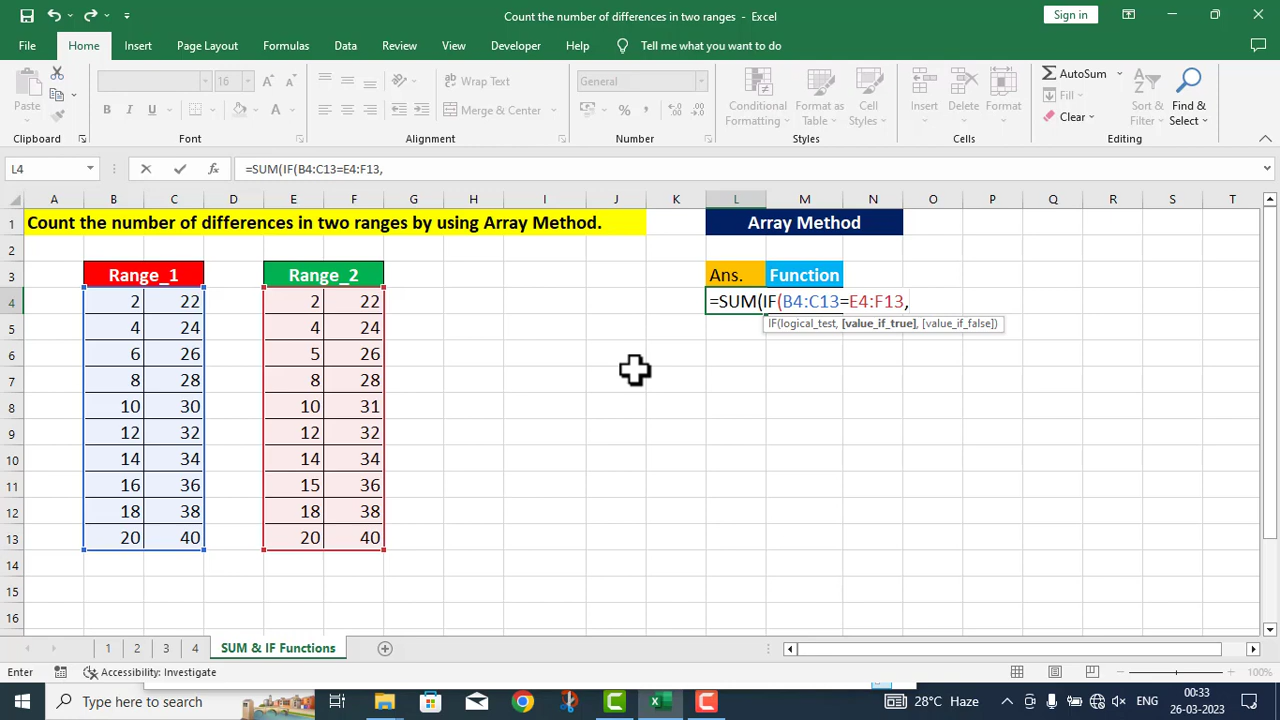 Count the number of differences in two ranges - Excel
Sign in
File Home Insert Page Layout Formulas Data Review View Developer Help Tell me what you want to do
Paste
16
A A
Wrap Text
General
Conditional Formatting
Format as Table
Cell Styles
Insert
Delete
Format
AutoSum
Fill
Clear
Sort & Filter
Find & Select
B I U
A
Merge & Center
%
Clipboard Font Alignment Number Styles Cells Editing
L4 fx =SUM(IF(B4:C13=E4:F13,
A B C D E F G H I J K L M N O P Q R S T
1 Count the number of differences in two ranges by using Array Method. Array Method
2
3 Range_1 Range_2 Ans. Function
4 2 22 2 22 =SUM(IF(B4:C13=E4:F13,
IF(logical_test, [value_if_true], [value_if_false])
5 4 24 4 24
6 6 26 5 26
7 8 28 8 28
8 10 30 10 31
9 12 32 12 32
10 14 34 14 34
11 16 36 15 36
12 18 38 18 38
13 20 40 20 40
14
15
16
1 2 3 4 SUM & IF Functions
Enter Accessibility: Investigate 100%
Type here to search
28°C Haze
ENG
00:33
26-03-2023